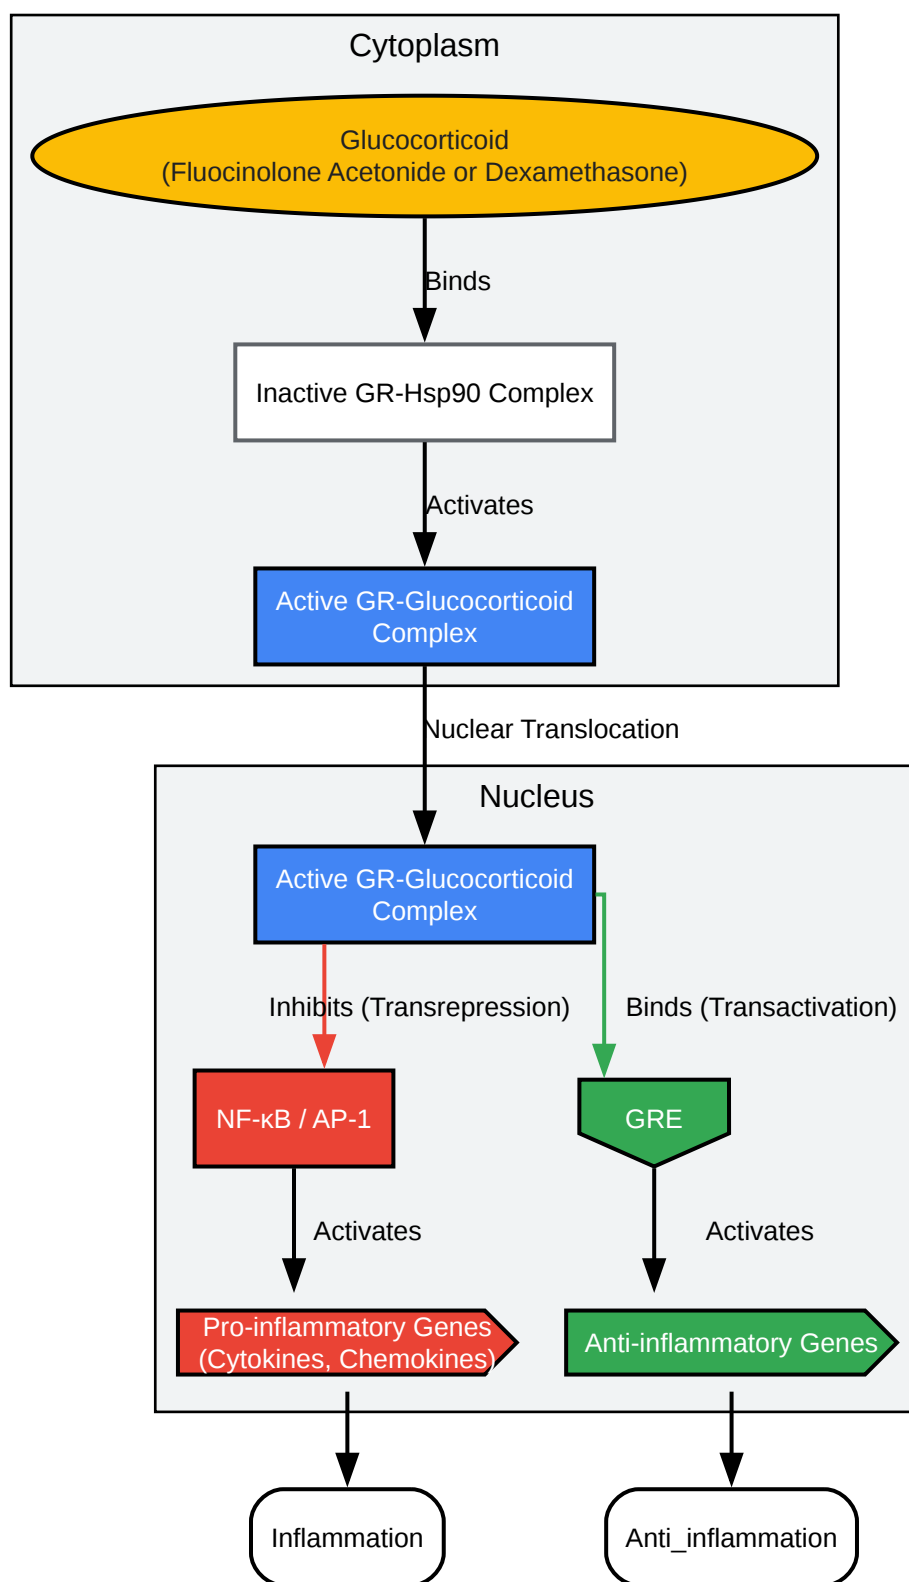 Cytoplasm
Glucocorticoid
(Fluocinolone Acetonide or Dexamethasone)
Binds
Inactive GR-Hsp90 Complex
Activates
Active GR-Glucocorticoid
Complex
Nuclear Translocation
Nucleus
Active GR-Glucocorticoid
Complex
Inhibits (Transrepression)
Binds (Transactivation)
NF-κB / AP-1
GRE
Activates
Activates
Pro-inflammatory Genes
(Cytokines, Chemokines)
Anti-inflammatory Genes
Inflammation
Anti_inflammation